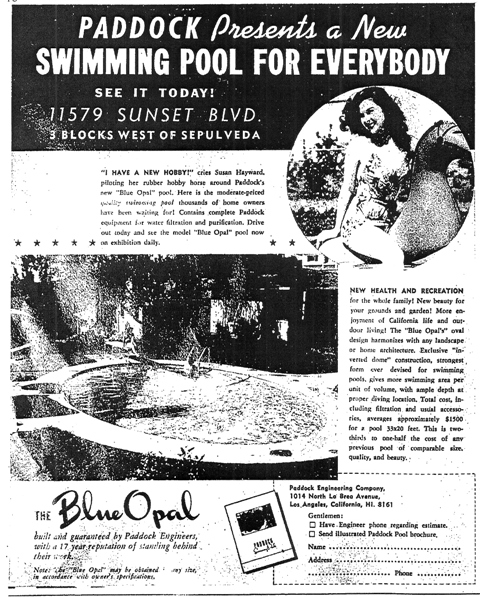 PADDOCK Presents a New
SWIMMING POOL FOR EVERYBODY
SEE IT TODAY!
11579 SUNSET BLVD.
3 BLOCKS WEST OF SEPULVEDA
"I HAVE A NEW HOBBY!" cries Susan Hayward,
piloting her rubber hobby horse around Paddock's
new "Blue Opal" pool. Here is the moderate-priced
quality swimming pool thousands of home owners
have been waiting for! Contains complete Paddock
equipment for water filtration and purification. Drive
out today and see the model "Blue Opal" pool now
on exhibition daily.
NEW HEALTH AND RECREATION
for the whole family! New beauty for
your grounds and garden! More en-
joyment of California life and out-
door living! The "Blue Opal's" oval
design harmonizes with any landscape
or home architecture. Exclusive "in-
verted dome" construction, strongest
form ever devised for swimming
pools, gives more swimming area per
unit of volume, with ample depth at
proper diving location. Total cost, in-
cluding filtration and usual accesso-
ries, averages approximately $1500
for a pool 33x20 feet. This is two-
thirds to one-half the cost of any
previous pool of comparable size,
quality, and beauty.
THE Blue Opal
built and guaranteed by Paddock Engineers,
with a 17 year reputation of standing behind
their work.
Note: The "Blue Opal" may be obtained any size,
in accordance with owner's specifications.
PADDOCK
POOLS
Paddock Engineering Company,
1014 North La Brea Avenue,
Los Angeles, California, HI. 8161
Gentlemen:
Have Engineer phone regarding estimate.
Send illustrated Paddock Pool brochure.
Name
Address
Phone